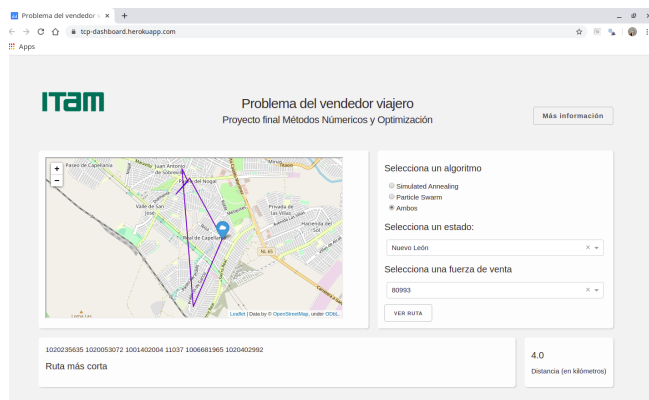 Problema del vendedor v
tcp-dashboard.herokuapp.com
Apps
ITAM
Problema del vendedor viajero
Proyecto final Métodos Númericos y Optimización
Más información
+
−
Paseo de Capellania
Juan Antonio
de Sobrevilla
del Nogal
Valle de San
José
Privada de
las Villas
Hacienda del
Sol
Real de Capellanía
NL 65
Loma Las
Leaflet | Data by © OpenStreetMap, under ODbL.
Selecciona un algoritmo
Simulated Annealing
Particle Swarm
Ambos
Selecciona un estado:
Nuevo León
Selecciona una fuerza de venta
80993
VER RUTA
1020235635 1020053072 1001402004 11037 1006681965 1020402992
Ruta más corta
4.0
Distancia (en kilómetros)